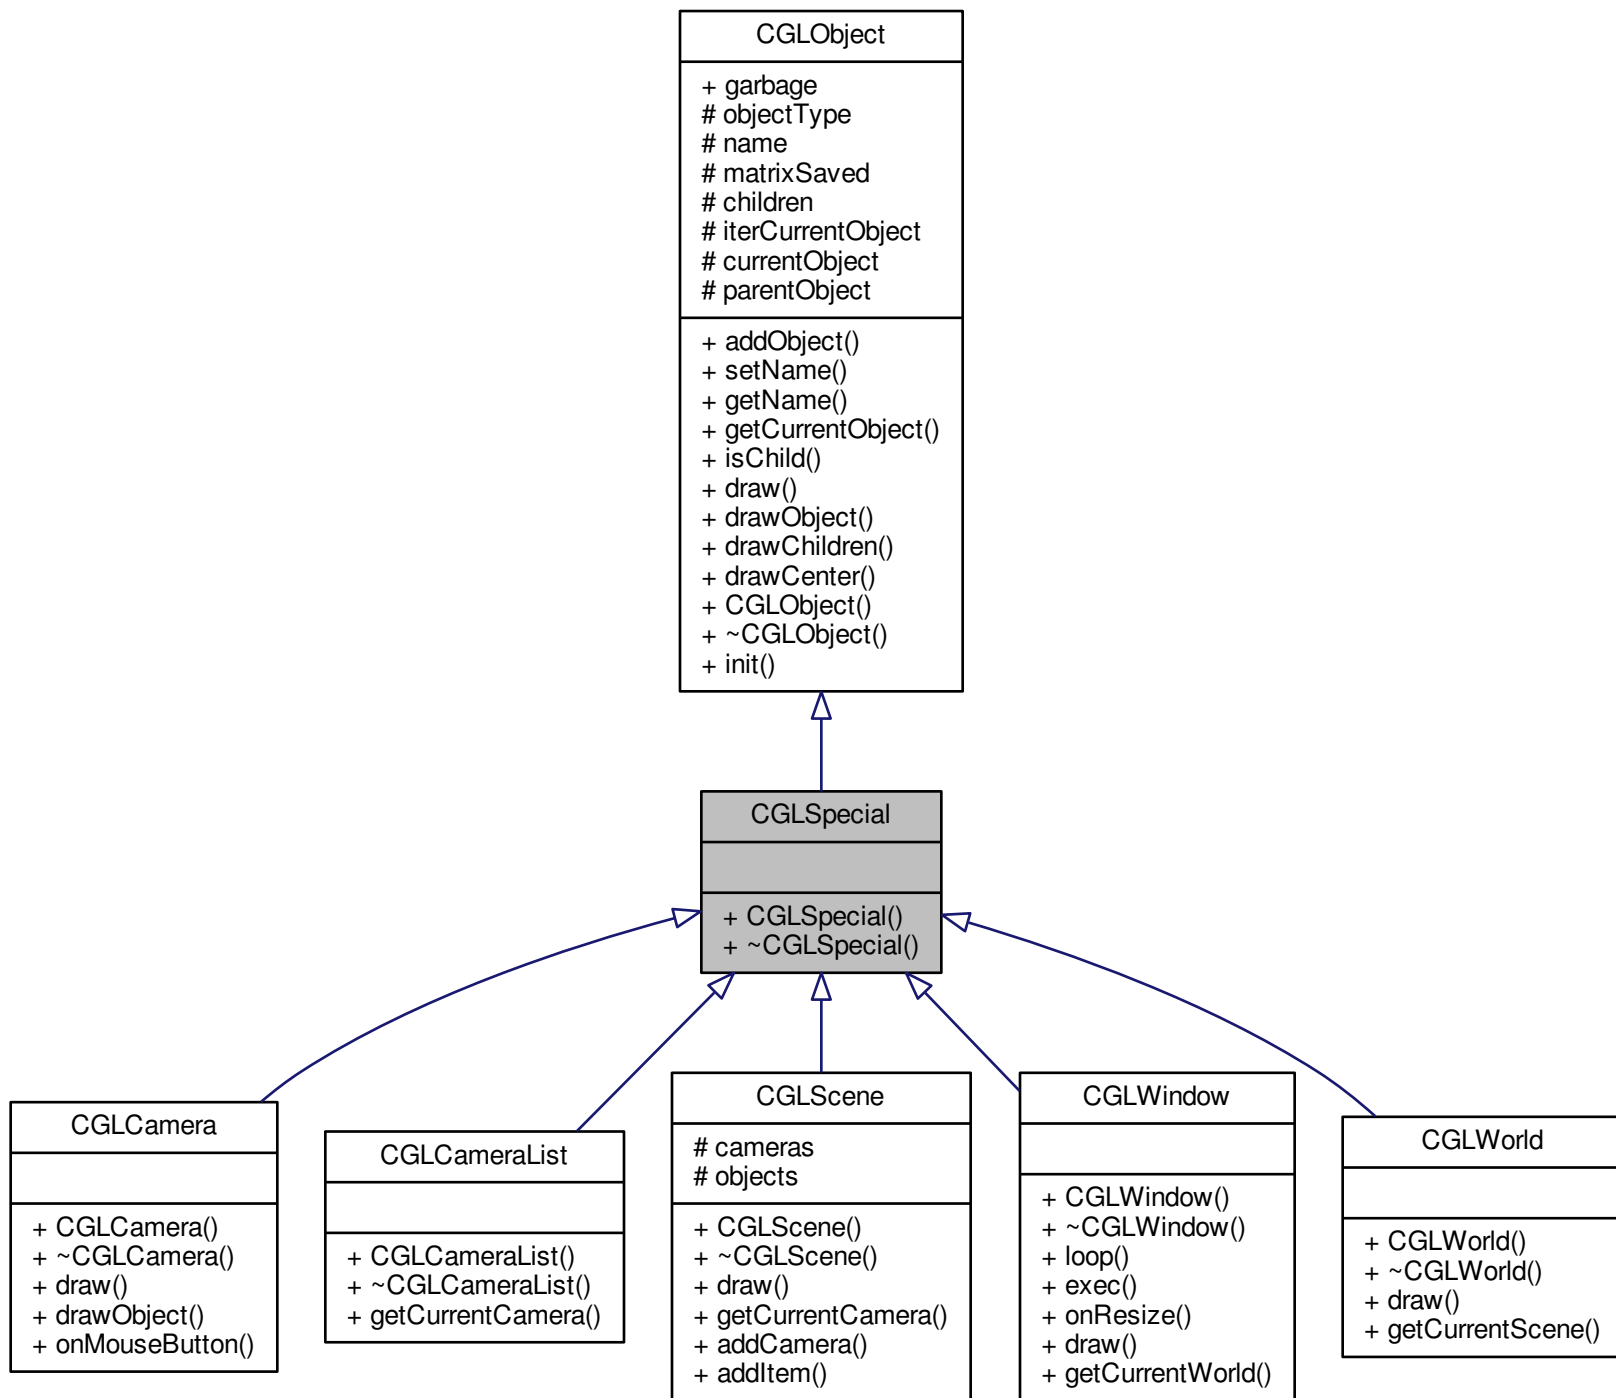 CGLObject
+ garbage
# objectType
# name
# matrixSaved
# children
# iterCurrentObject
# currentObject
# parentObject
+ addObject()
+ setName()
+ getName()
+ getCurrentObject()
+ isChild()
+ draw()
+ drawObject()
+ drawChildren()
+ drawCenter()
+ CGLObject()
+ ~CGLObject()
+ init()
CGLSpecial
+ CGLSpecial()
+ ~CGLSpecial()
CGLCamera
+ CGLCamera()
+ ~CGLCamera()
+ draw()
+ drawObject()
+ onMouseButton()
CGLCameraList
+ CGLCameraList()
+ ~CGLCameraList()
+ getCurrentCamera()
CGLScene
# cameras
# objects
+ CGLScene()
+ ~CGLScene()
+ draw()
+ getCurrentCamera()
+ addCamera()
+ addItem()
CGLWindow
+ CGLWindow()
+ ~CGLWindow()
+ loop()
+ exec()
+ onResize()
+ draw()
+ getCurrentWorld()
CGLWorld
+ CGLWorld()
+ ~CGLWorld()
+ draw()
+ getCurrentScene()